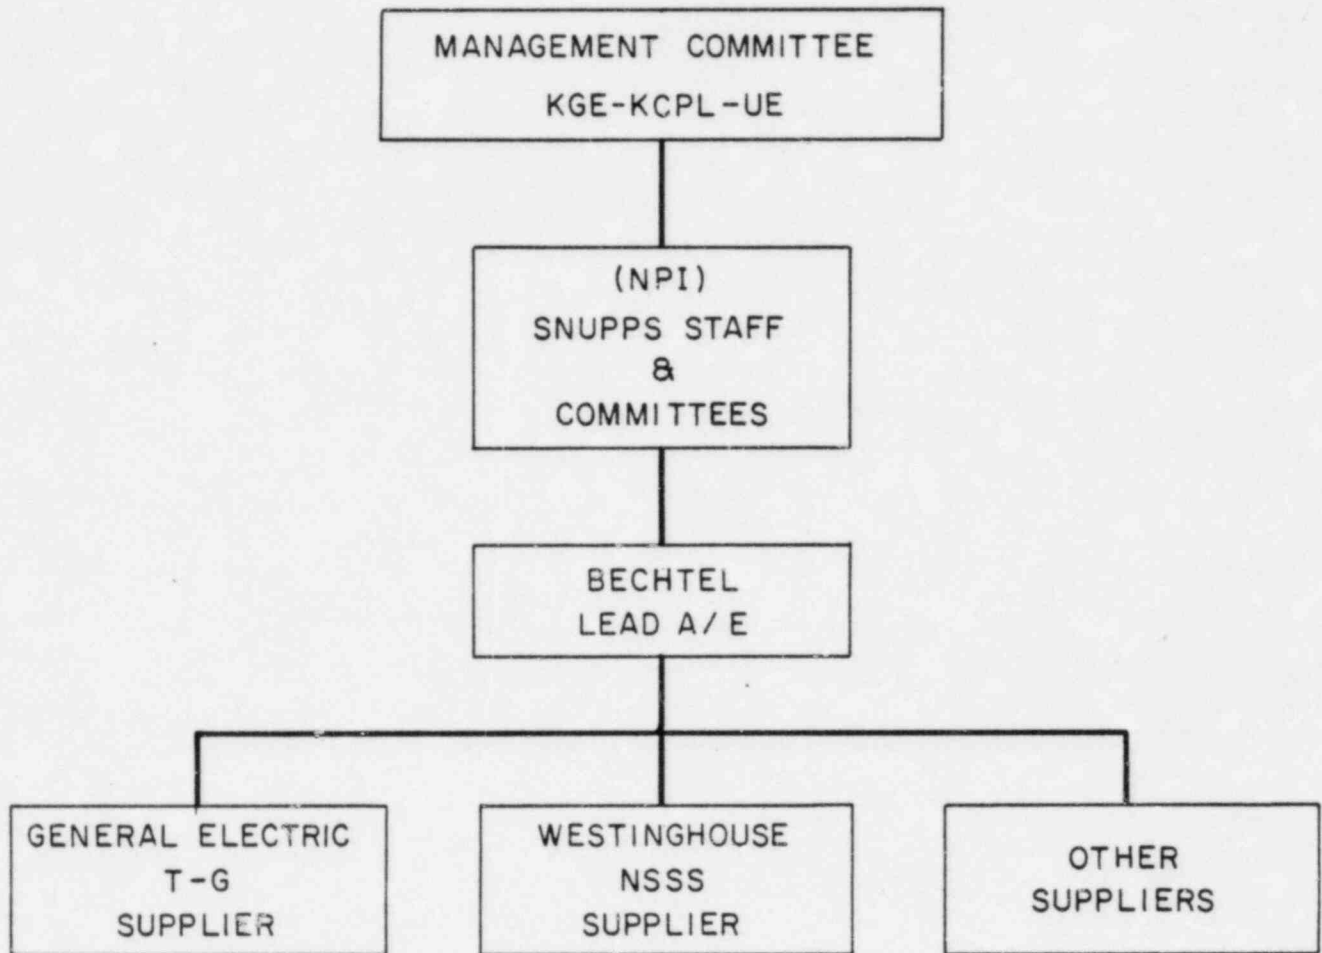 MANAGEMENT COMMITTEE
KGE-KCPL-UE
(NPI)
SNUPPS STAFF
&
COMMITTEES
BECHTEL
LEAD A/E
GENERAL ELECTRIC
T-G
SUPPLIER
WESTINGHOUSE
NSSS
SUPPLIER
OTHER
SUPPLIERS